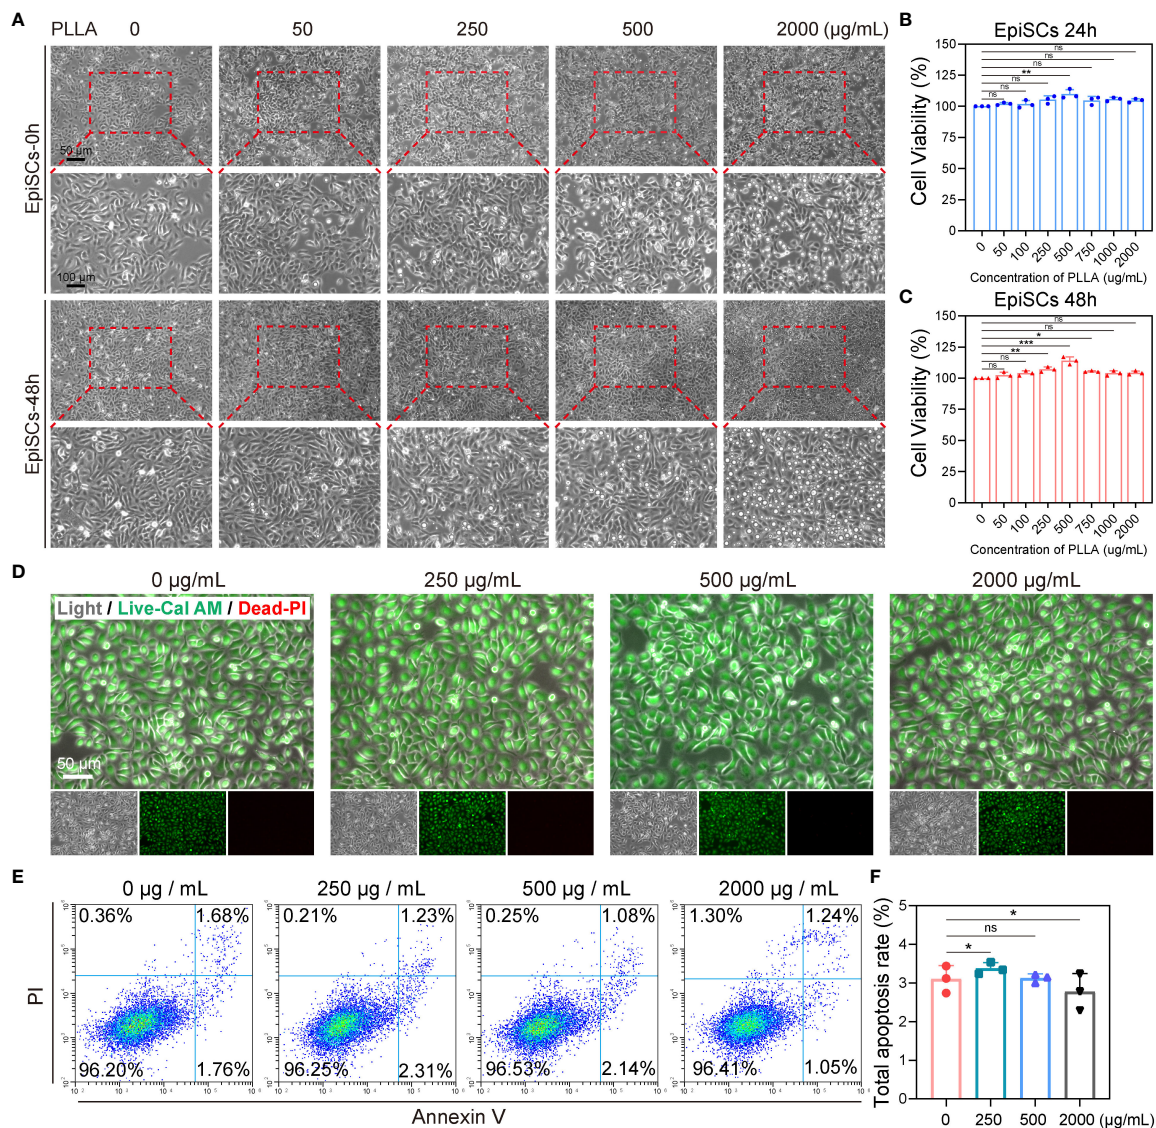 A
PLLA 0 50 250 500 2000 (µg/mL)
EpiSCs-0h
50 µm
100 µm
EpiSCs-48h
B
EpiSCs 24h
Cell Viability (%)
150
125
100
75
50
25
0
ns
ns
ns
**
ns
ns
ns
0 50 100 250 500 750 1000 2000
Concentration of PLLA (ug/mL)
C
EpiSCs 48h
Cell Viability (%)
150
125
100
75
50
25
0
ns
ns
*
***
**
ns
ns
0 50 100 250 500 750 1000 2000
Concentration of PLLA (ug/mL)
D
0 µg/mL 250 µg/mL 500 µg/mL 2000 µg/mL
Light / Live-Cal AM / Dead-PI
50 µm
E
0 µg / mL 250 µg / mL 500 µg / mL 2000 µg / mL
PI
0.36% 1.68% 0.21% 1.23% 0.25% 1.08% 1.30% 1.24%
96.20% 1.76% 96.25% 2.31% 96.53% 2.14% 96.41% 1.05%
Annexin V
F
Total apoptosis rate (%)
5
4
3
2
1
0
*
ns
*
0 250 500 2000 (µg/mL)